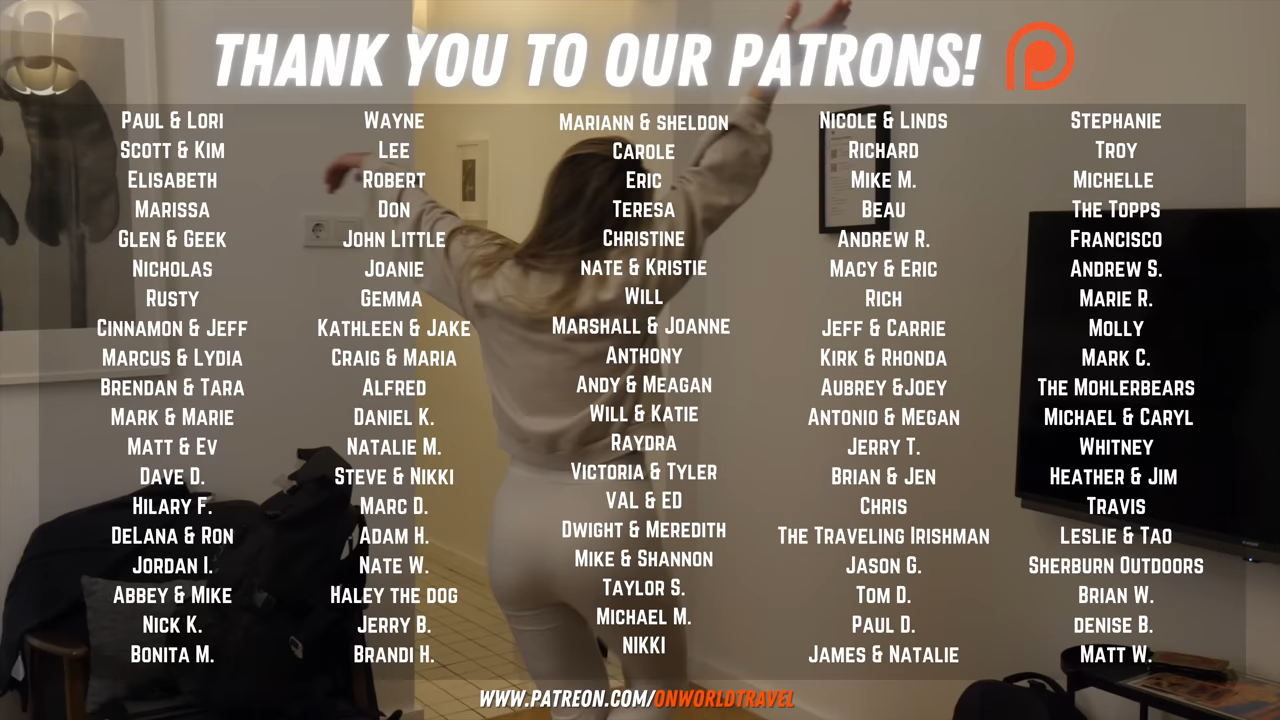 THANK YOU TO OUR PATRONS!
PAUL & LORI
SCOTT & KIM
ELISABETH
MARISSA
GLEN & GEEK
NICHOLAS
RUSTY
CINNAMON & JEFF
MARCUS & LYDIA
BRENDAN & TARA
MARK & MARIE
MATT & EV
DAVE D.
HILARY F.
DELANA & RON
JORDAN I.
ABBEY & MIKE
NICK K.
BONITA M.
WAYNE
LEE
ROBERT
DON
JOHN LITTLE
JOANIE
GEMMA
KATHLEEN & JAKE
CRAIG & MARIA
ALFRED
DANIEL K.
NATALIE M.
STEVE & NIKKI
MARC D.
ADAM H.
NATE W.
HALEY THE DOG
JERRY B.
BRANDI H.
MARIANN & SHELDON
CAROLE
ERIC
TERESA
CHRISTINE
NATE & KRISTIE
WILL
MARSHALL & JOANNE
ANTHONY
ANDY & MEAGAN
WILL & KATIE
RAYDRA
VICTORIA & TYLER
VAL & ED
DWIGHT & MEREDITH
MIKE & SHANNON
TAYLOR S.
MICHAEL M.
NIKKI
NICOLE & LINDS
RICHARD
MIKE M.
BEAU
ANDREW R.
MACY & ERIC
RICH
JEFF & CARRIE
KIRK & RHONDA
AUBREY &JOEY
ANTONIO & MEGAN
JERRY T.
BRIAN & JEN
CHRIS
THE TRAVELING IRISHMAN
JASON G.
TOM D.
PAUL D.
JAMES & NATALIE
STEPHANIE
TROY
MICHELLE
THE TOPPS
FRANCISCO
ANDREW S.
MARIE R.
MOLLY
MARK C.
THE MOHLERBEARS
MICHAEL & CARYL
WHITNEY
HEATHER & JIM
TRAVIS
LESLIE & TAO
SHERBURN OUTDOORS
BRIAN W.
DENISE B.
MATT W.
WWW.PATREON.COM/ONWORLDTRAVEL